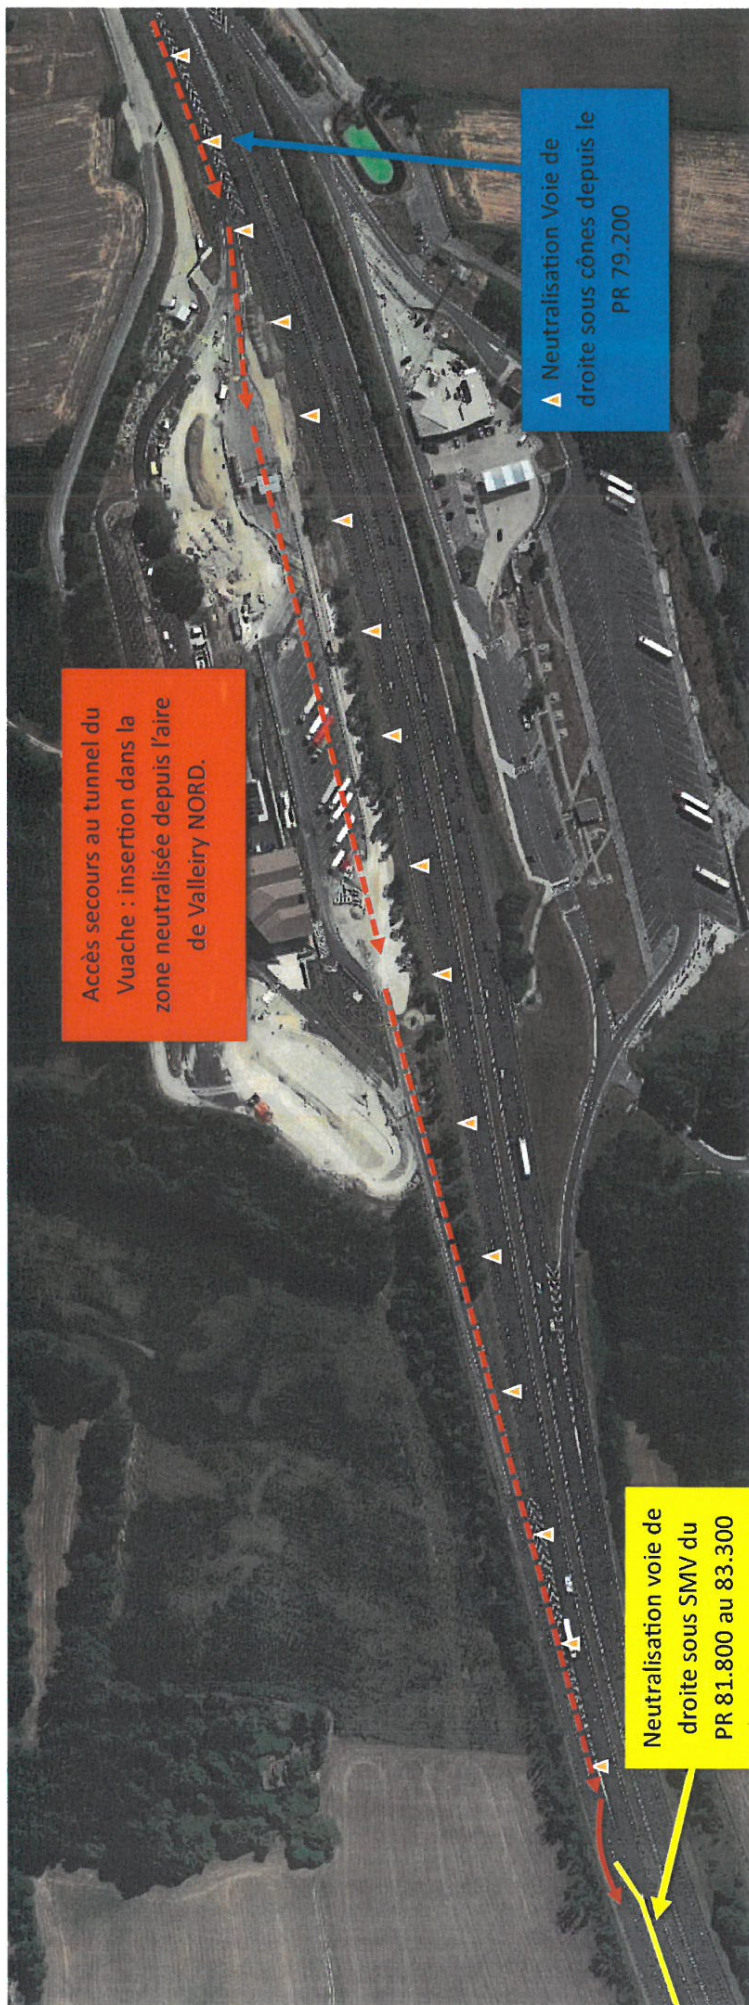 Accès secours au tunnel du
Vuache : insertion dans la
zone neutralisée depuis l'aire
de Valleiry NORD.
Neutralisation Voie de
droite sous cônes depuis le
PR 79.200
Neutralisation voie de
droite sous SMV du
PR 81.800 au 83.300